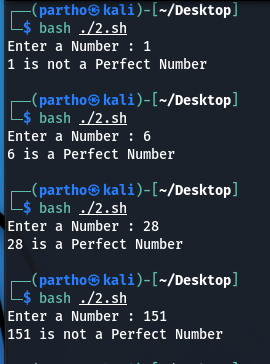 ┌──(partho㉿kali)-[~/Desktop]
└─$ bash ./2.sh
Enter a Number : 1
1 is not a Perfect Number
┌──(partho㉿kali)-[~/Desktop]
└─$ bash ./2.sh
Enter a Number : 6
6 is a Perfect Number
┌──(partho㉿kali)-[~/Desktop]
└─$ bash ./2.sh
Enter a Number : 28
28 is a Perfect Number
┌──(partho㉿kali)-[~/Desktop]
└─$ bash ./2.sh
Enter a Number : 151
151 is not a Perfect Number